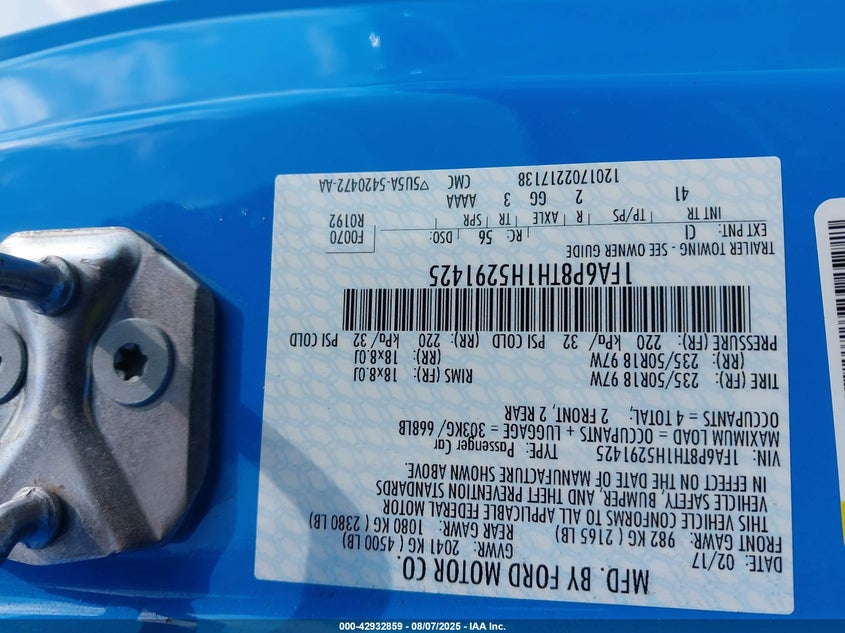 MFD. BY FORD MOTOR CO.
DATE: 02/17
GVWR: 2041 KG ( 4500 LB)
FRONT GAWR: 982 KG ( 2165 LB)
REAR GAWR: 1080 KG ( 2380 LB)
THIS VEHICLE CONFORMS TO ALL APPLICABLE FEDERAL MOTOR
VEHICLE SAFETY, BUMPER, AND THEFT PREVENTION STANDARDS
IN EFFECT ON THE DATE OF MANUFACTURE SHOWN ABOVE.
VIN: 1FA6P8TH1H5291425
TYPE: Passenger Car
MAXIMUM LOAD = OCCUPANTS + LUGGAGE = 303KG/ 668LB
OCCUPANTS = 4 TOTAL; 2 FRONT, 2 REAR
TIRE (FR): 235/50R18 97W RIMS (FR): 18x8.0J
(RR): 235/50R18 97W (RR): 18x8.0J
PRESSURE (FR): 220 kPa/ 32 PSI COLD (RR): 220 kPa/ 32 PSI COLD
1FA6P8TH1H5291425
TRAILER TOWING - SEE OWNER GUIDE
EXT PNT: CI RC: 56 DSO: F0070
R0192
INT TR TP/PS R AXLE TR SPR
41 2 GG 3 AAAA CMC
1201702217138 ▽5U5A-5420472-AA
000-42932859 - 08/07/2025 - IAA Inc.